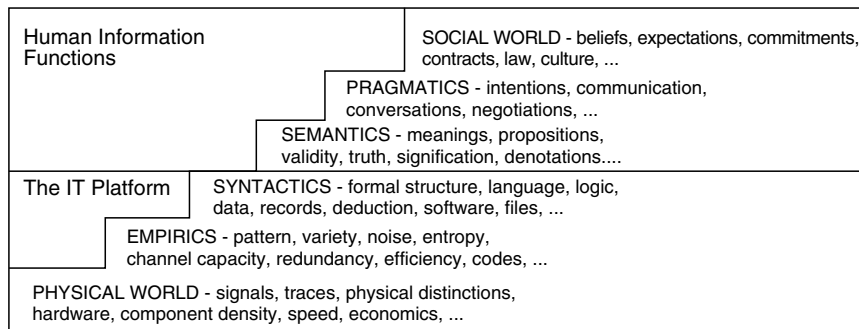 Human Information
Functions
SOCIAL WORLD - beliefs, expectations, commitments,
contracts, law, culture, ...
PRAGMATICS - intentions, communication,
conversations, negotiations, ...
SEMANTICS - meanings, propositions,
validity, truth, signification, denotations....
The IT Platform
SYNTACTICS - formal structure, language, logic,
data, records, deduction, software, files, ...
EMPIRICS - pattern, variety, noise, entropy,
channel capacity, redundancy, efficiency, codes, ...
PHYSICAL WORLD - signals, traces, physical distinctions,
hardware, component density, speed, economics, ...